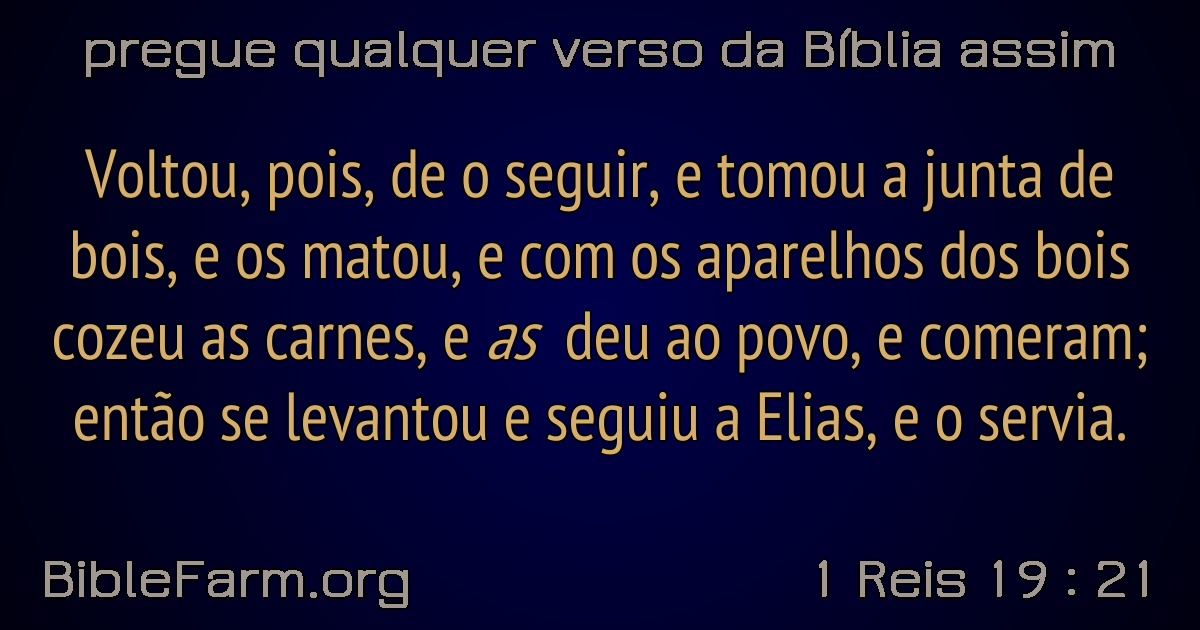 pregue qualquer verso da Bíblia assim
Voltou, pois, de o seguir, e tomou a junta de
bois, e os matou, e com os aparelhos dos bois
cozeu as carnes, e as deu ao povo, e comeram;
então se levantou e seguiu a Elias, e o servia.
BibleFarm.org
1 Reis 19 : 21